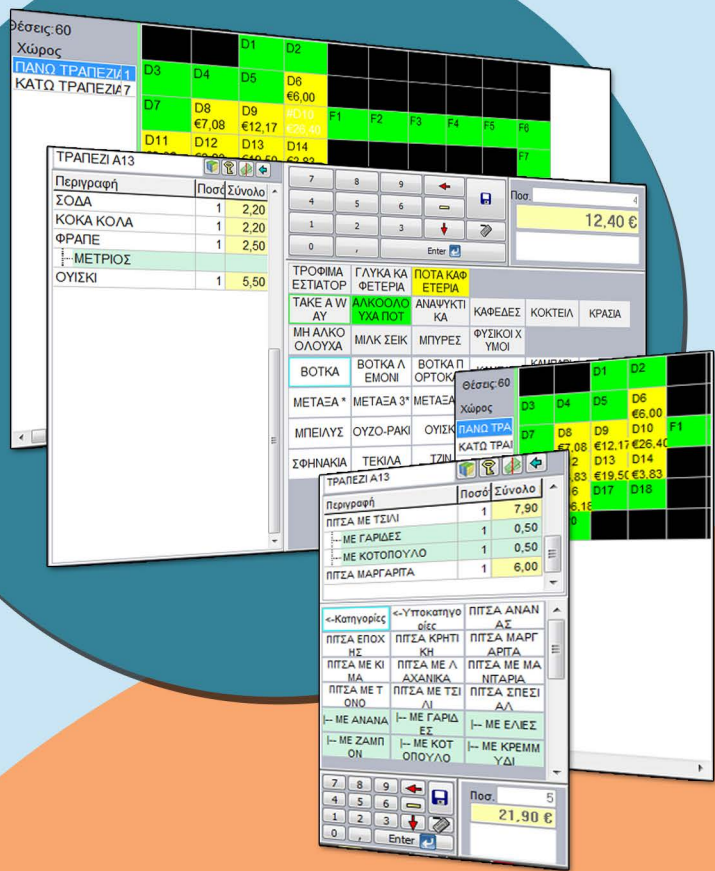 Θέσεις:60
Χώρος
ΠΑΝΩ ΤΡΑΠΕΖΙΑ 1
ΚΑΤΩ ΤΡΑΠΕΖΙΑ 7
D1 D2
D3 D4 D5 D6
€6,00
D7 D8 D9 #D10 F1 F2 F3 F4 F5 F6
€7,08 €12,17 €26,40
D11 D12 D13 D14 F7
ΤΡΑΠΕΖΙ Α13
Περιγραφή Ποσό Σύνολο
ΣΟΔΑ 1 2,20
ΚΟΚΑ ΚΟΛΑ 1 2,20
ΦΡΑΠΕ 1 2,50
ΜΕΤΡΙΟΣ
ΟΥΙΣΚΙ 1 5,50
7 8 9
4 5 6
1 2 3
0 , Enter
Ποσ. 4
12,40 €
ΤΡΟΦΙΜΑ ΓΛΥΚΑ ΚΑ ΠΟΤΑ ΚΑΦ
ΕΣΤΙΑΤΟΡ ΦΕΤΕΡΙΑ ΕΤΕΡΙΑ
TAKE A W ΑΛΚΟΟΛΟ ΑΝΑΨΥΚΤΙ ΚΑΦΕΔΕΣ ΚΟΚΤΕΙΛ ΚΡΑΣΙΑ
AY ΥΧΑ ΠΟΤ ΚΑ
ΜΗ ΑΛΚΟ ΜΙΛΚ ΣΕΙΚ ΜΠΥΡΕΣ ΦΥΣΙΚΟΙ Χ
ΟΛΟΥΧΑ ΥΜΟΙ
ΒΟΤΚΑ ΒΟΤΚΑ Λ ΒΟΤΚΑ Π
ΕΜΟΝΙ ΟΡΤΟΚΑ
ΜΕΤΑΞΑ * ΜΕΤΑΞΑ 3* ΜΕΤΑΞΑ
ΜΠΕΙΛΥΣ ΟΥΖΟ-ΡΑΚΙ ΟΥΙΣΚ
ΣΦΗΝΑΚΙΑ ΤΕΚΙΛΑ ΤΖΙΝ
Θέσεις:60
Χώρος
ΠΑΝΩ ΤΡΑ
ΚΑΤΩ ΤΡΑΠ
D1 D2
D3 D4 D5 D6
€6,00
D7 D8 D9 D10 F1
€7,08 €12,17 €26,40
D13 D14
€19,50 €3,83
D17 D18
ΤΡΑΠΕΖΙ Α13
Περιγραφή Ποσό Σύνολο
ΠΙΤΣΑ ΜΕ ΤΣΙΛΙ 1 7,90
ΜΕ ΓΑΡΙΔΕΣ 1 0,50
ΜΕ ΚΟΤΟΠΟΥΛΟ 1 0,50
ΠΙΤΣΑ ΜΑΡΓΑΡΙΤΑ 1 6,00
<-Κατηγορίες <-Υποκατηγο ΠΙΤΣΑ ΑΝΑΝ
ρίες ΑΣ
ΠΙΤΣΑ ΕΠΟΧ ΠΙΤΣΑ ΚΡΗΤΙ ΠΙΤΣΑ ΜΑΡΓ
ΗΣ ΚΗ ΑΡΙΤΑ
ΠΙΤΣΑ ΜΕ ΚΙ ΠΙΤΣΑ ΜΕ Λ ΠΙΤΣΑ ΜΕ ΜΑ
ΜΑ ΑΧΑΝΙΚΑ ΝΙΤΑΡΙΑ
ΠΙΤΣΑ ΜΕ Τ ΠΙΤΣΑ ΜΕ ΤΣΙ ΠΙΤΣΑ ΣΠΕΣΙ
ΟΝΟ ΛΙ ΑΛ
|-- ΜΕ ΑΝΑΝΑ |-- ΜΕ ΓΑΡΙΔ |-- ΜΕ ΕΛΙΕΣ
ΕΣ
|-- ΜΕ ΖΑΜΠ |-- ΜΕ ΚΟΤ |-- ΜΕ ΚΡΕΜΜ
ΟΝ ΟΠΟΥΛΟ ΥΔΙ
7 8 9
4 5 6
1 2 3
0 , Enter
Ποσ. 5
21,90 €